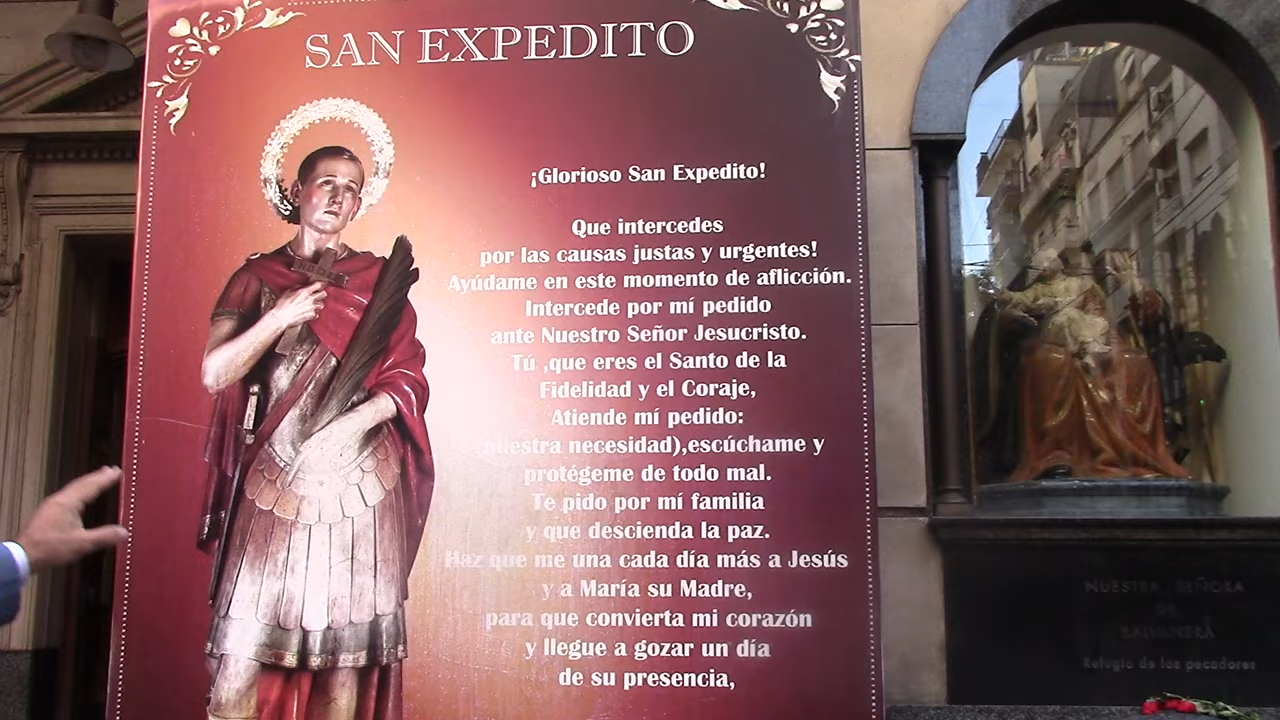 SAN EXPEDITO
¡Glorioso San Expedito!
Que intercedes
por las causas justas y urgentes!
Ayúdame en este momento de aflicción.
Intercede por mí pedido
ante Nuestro Señor Jesucristo.
Tú ,que eres el Santo de la
Fidelidad y el Coraje,
Atiende mí pedido:
(nuestra necesidad),escúchame y
protégeme de todo mal.
Te pido por mí familia
y que descienda la paz.
Haz que me una cada día más a Jesús
y a María su Madre,
para que convierta mi corazón
y llegue a gozar un día
de su presencia,
NUESTRA SEÑORA
DE
BALVANERA
Refugio de los pecadores